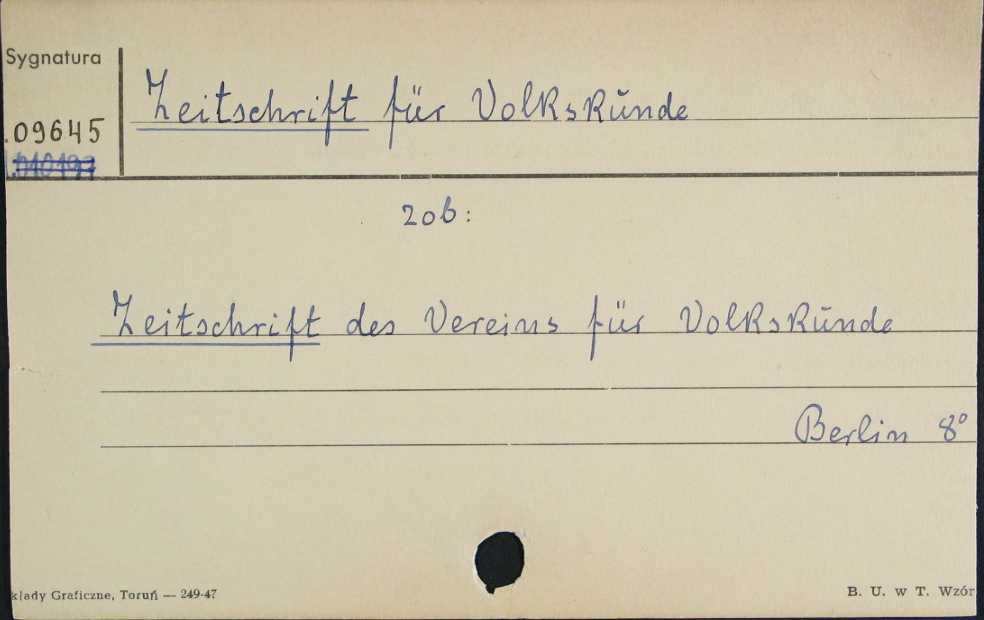 Sygnatura
Zeitschrift für Volkskunde
.09645
zob:
Zeitschrift des Vereins für Volkskunde
Berlin 8°
kłady Graficzne, Toruń — 249-47
B. U. w T. Wzór